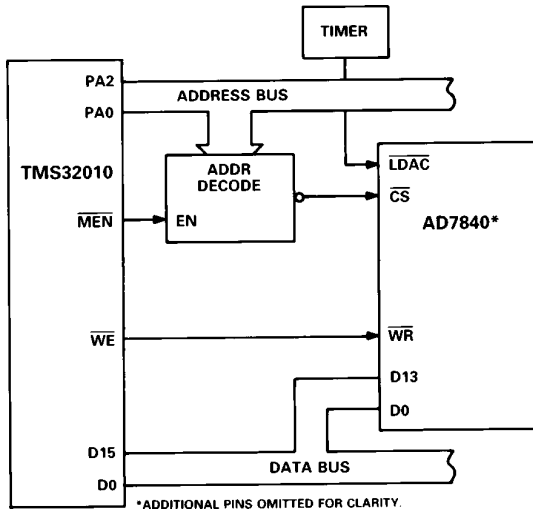 TIMER
PA2
ADDRESS BUS
PA0
ADDR
DECODE
LDAC
TMS32010
CS
MEN
EN
AD7840*
WE
WR
D13
D0
D15
DATA BUS
D0
*ADDITIONAL PINS OMITTED FOR CLARITY.